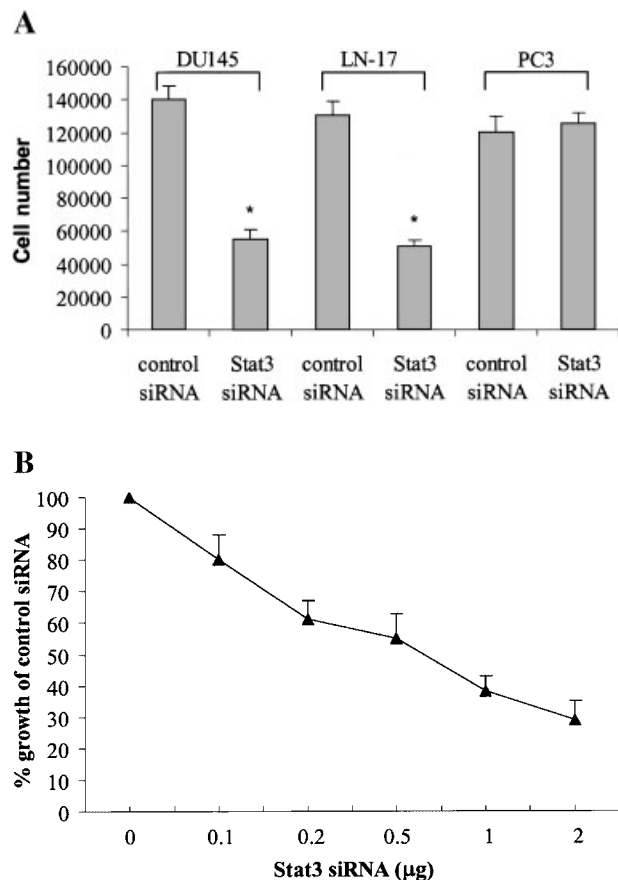 A
DU145 LN-17 PC3
160000
140000
120000
100000
80000
60000
40000
20000
0
Cell number
* *
control Stat3 control Stat3 control Stat3
siRNA siRNA siRNA siRNA siRNA siRNA
B
100
90
80
70
60
50
40
30
20
10
0
% growth of control siRNA
0 0.1 0.2 0.5 1 2
Stat3 siRNA (µg)